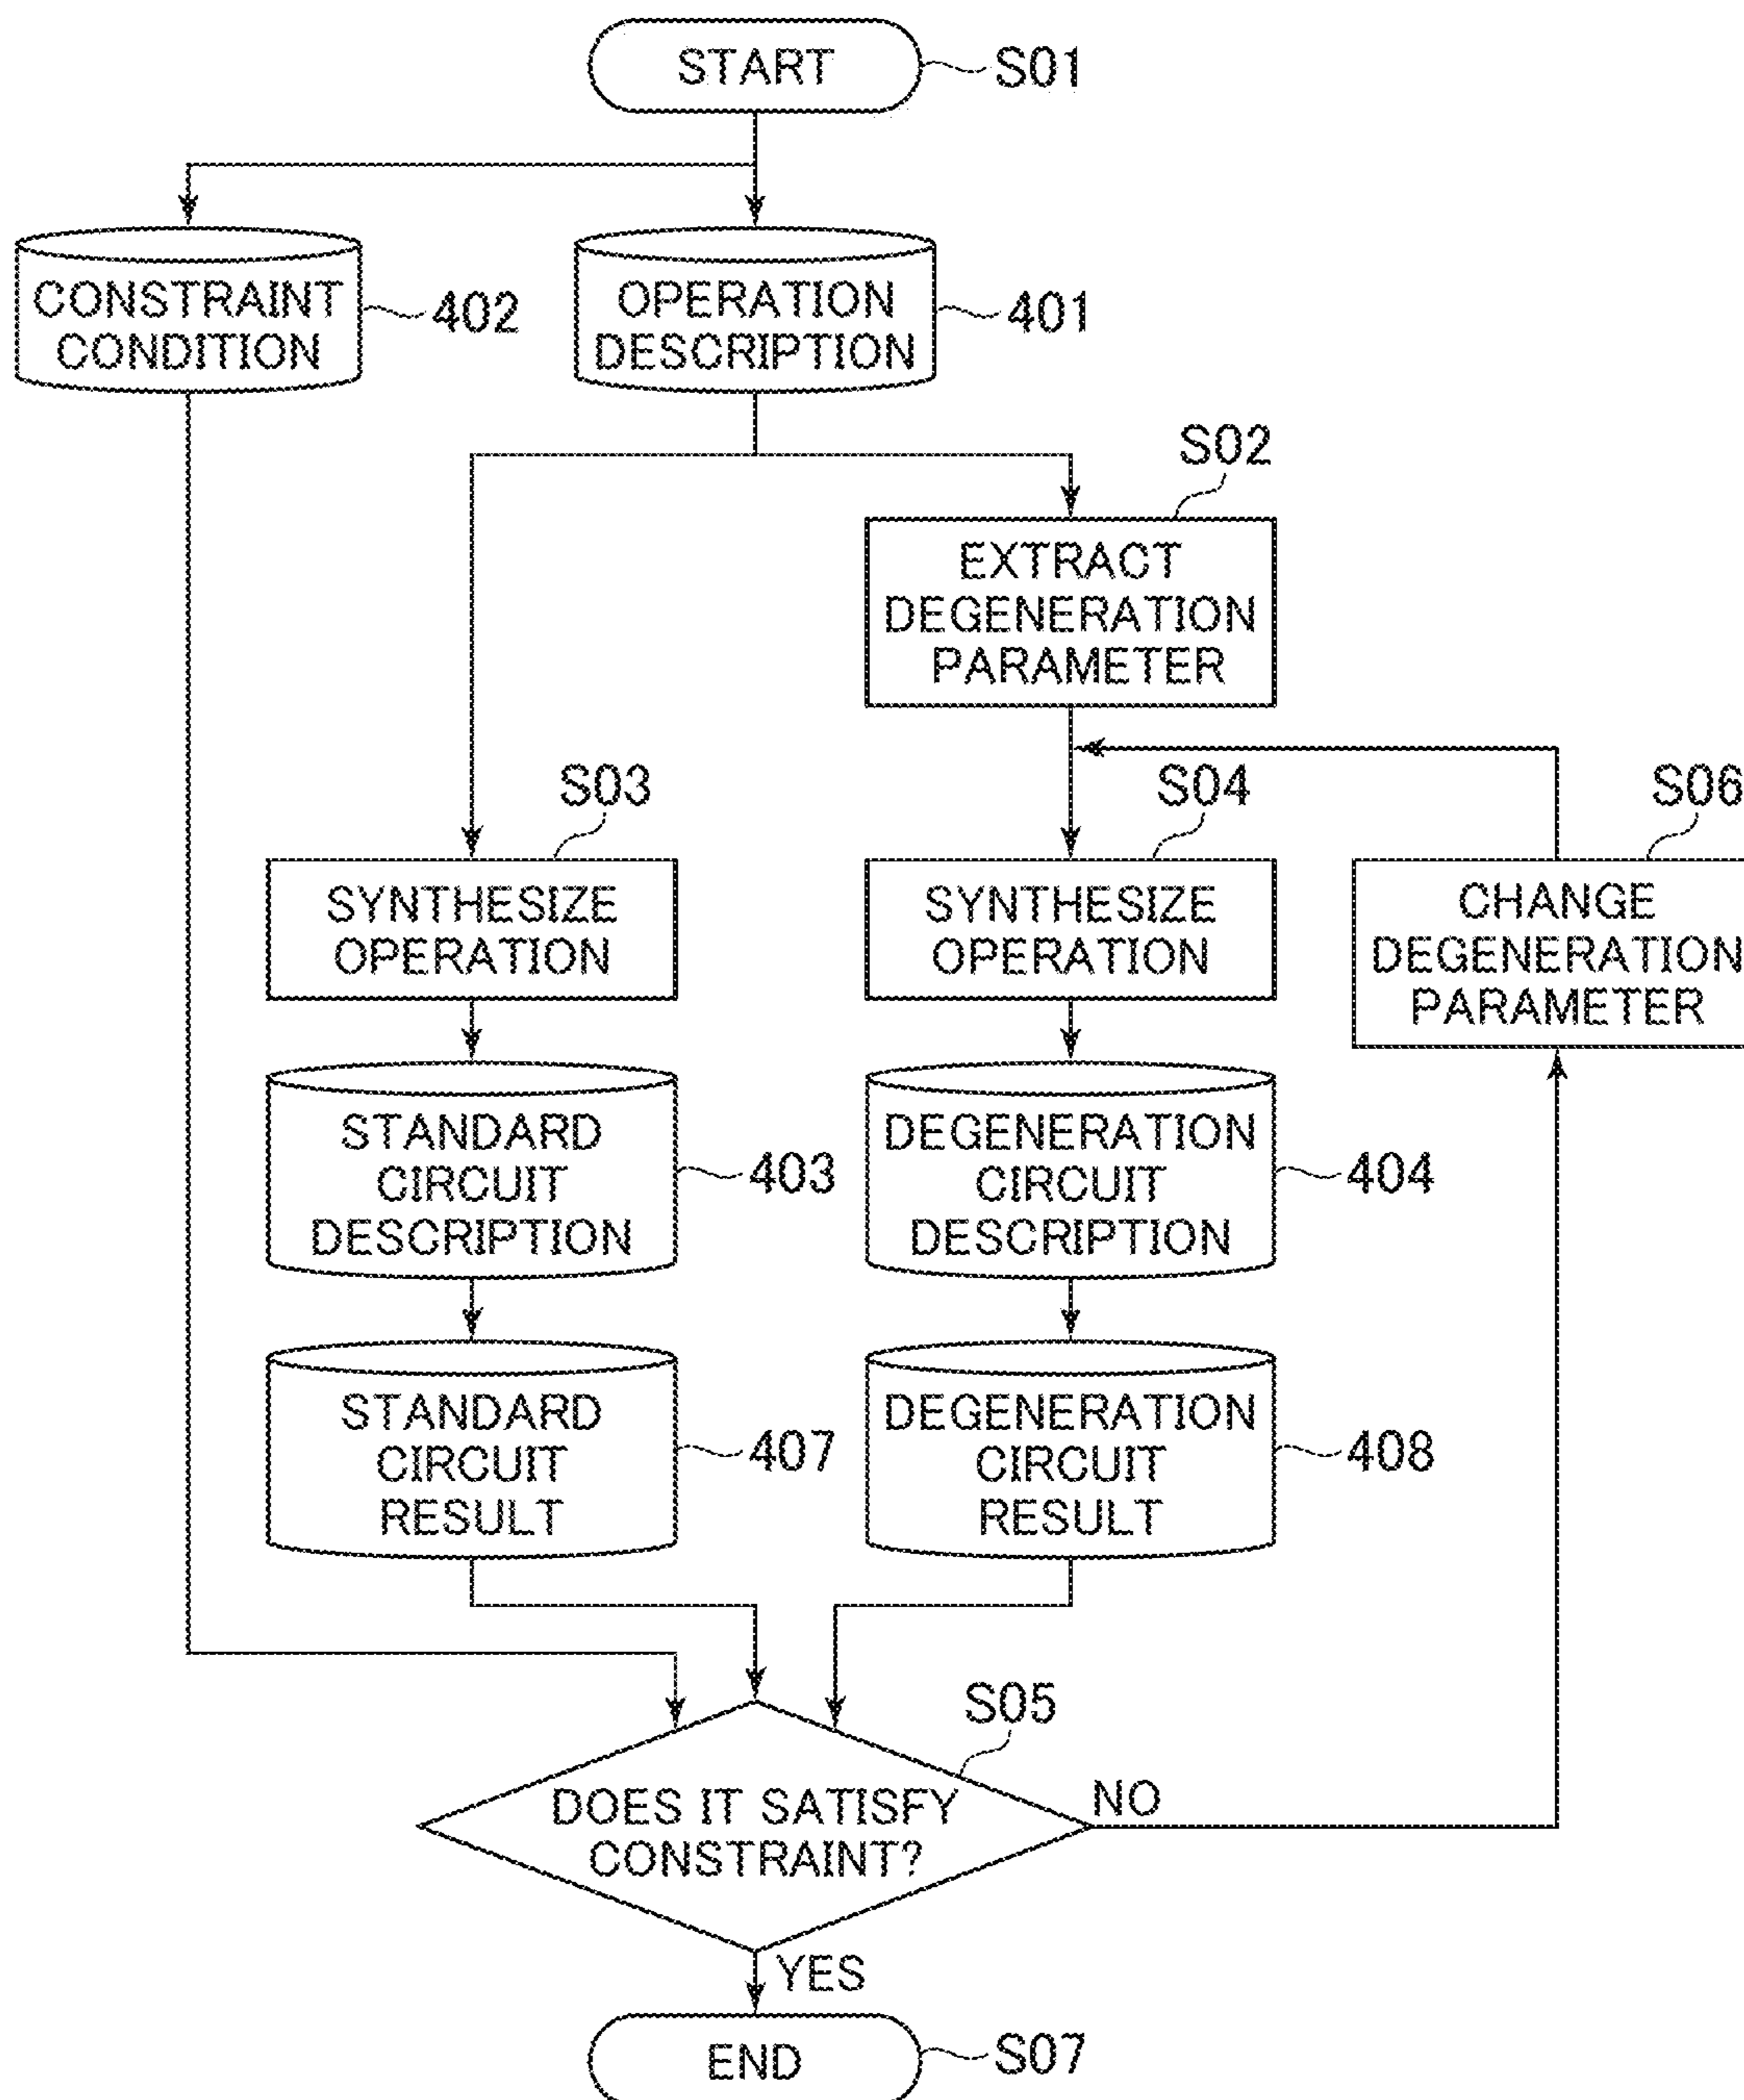 START
S01
CONSTRAINT
CONDITION
402
OPERATION
DESCRIPTION
401
S02
EXTRACT
DEGENERATION
PARAMETER
S03
SYNTHESIZE
OPERATION
S04
SYNTHESIZE
OPERATION
S06
CHANGE
DEGENERATION
PARAMETER
STANDARD
CIRCUIT
DESCRIPTION
403
DEGENERATION
CIRCUIT
DESCRIPTION
404
STANDARD
CIRCUIT
RESULT
407
DEGENERATION
CIRCUIT
RESULT
408
S05
DOES IT SATISFY
CONSTRAINT?
NO
YES
END
S07